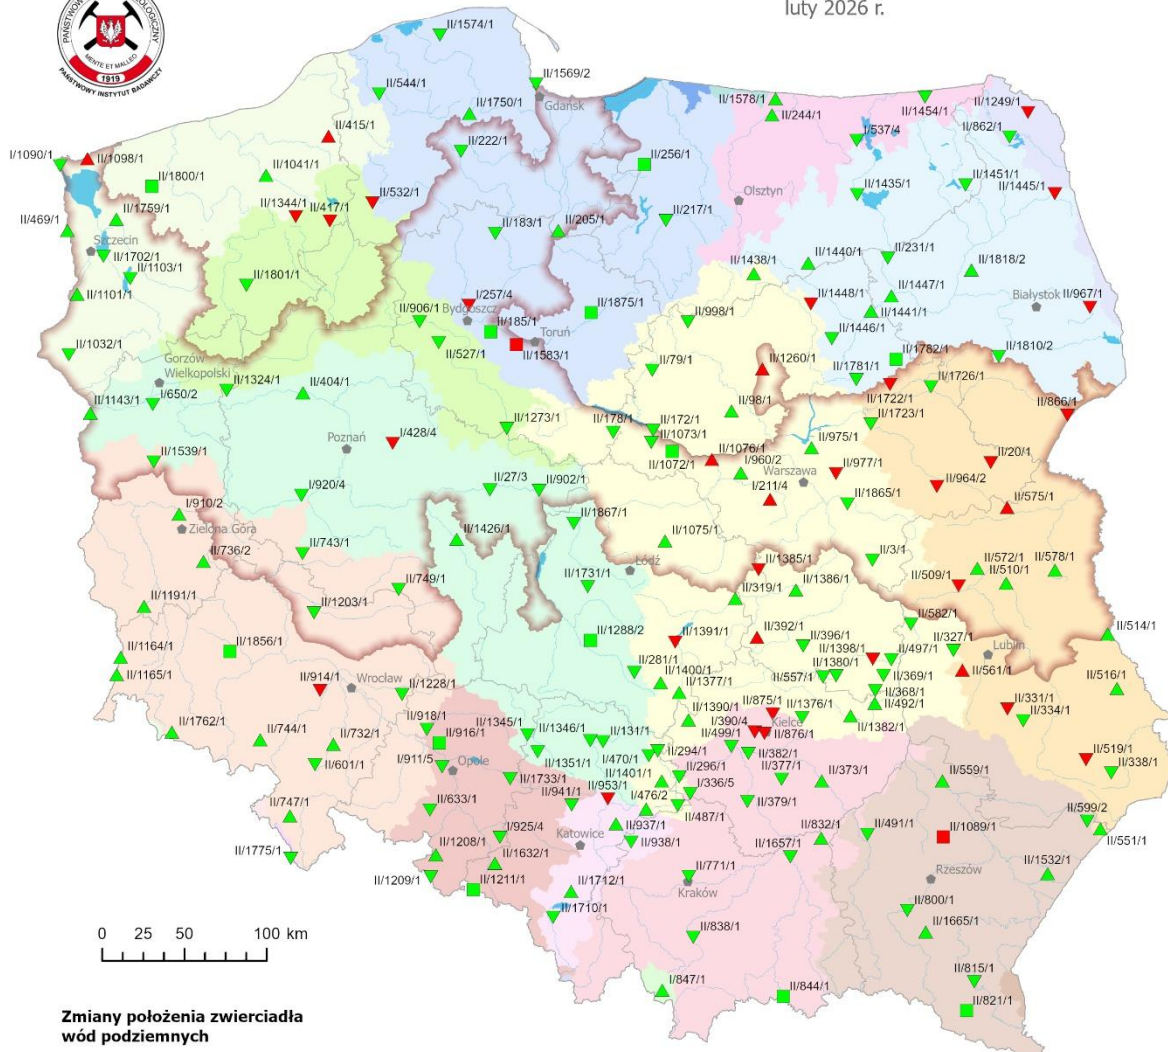 PAŃSTWOWY INSTYTUT BADAWCZY
MENTE ET MALLEO
1919
luty 2026 r.
II/1574/1
II/544/1
II/1569/2
Gdańsk
II/1750/1
II/1578/1
II/244/1
II/1454/1
II/1249/1
II/415/1
II/222/1
I/537/4
II/862/1
I/1090/1
II/1098/1
II/1041/1
II/256/1
II/1800/1
II/532/1
Olsztyn
II/1435/1
II/1451/1
II/1445/1
II/469/1
II/1759/1
II/1344/1
II/417/1
II/183/1
II/205/1
II/217/1
Szczecin
II/1702/1
II/1103/1
II/1801/1
II/1438/1
II/1440/1
II/231/1
II/1818/2
II/1101/1
I/257/4
Bydgoszcz
II/1875/1
II/1448/1
II/1447/1
II/1441/1
Białystok
II/967/1
II/906/1
II/185/1
Toruń
II/998/1
II/1446/1
II/1032/1
II/527/1
II/1583/1
II/1782/1
II/1810/2
Gorzów
Wielkopolski
II/1324/1
II/404/1
II/79/1
II/1260/1
II/1781/1
II/1726/1
II/1143/1
I/650/2
II/98/1
II/1722/1
II/1723/1
II/866/1
I/428/4
II/1273/1
II/178/1
II/172/1
II/1073/1
Poznań
II/1072/1
II/1076/1
II/975/1
II/1539/1
I/960/2
Warszawa
II/977/1
II/20/1
I/920/4
II/27/3
II/902/1
I/211/4
II/1865/1
II/964/2
II/575/1
I/910/2
Zielona Góra
II/1867/1
II/1426/1
II/1075/1
II/736/2
II/743/1
II/3/1
Łódź
II/1385/1
II/572/1
II/578/1
II/749/1
II/1731/1
II/319/1
II/1386/1
II/509/1
II/510/1
II/1191/1
II/1203/1
II/582/1
II/514/1
II/1856/1
II/1288/2
II/1391/1
II/392/1
II/396/1
II/1398/1
II/497/1
II/327/1
Lublin
II/1164/1
II/1165/1
II/281/1
II/1400/1
II/1377/1
II/557/1
II/1380/1
II/369/1
II/561/1
II/516/1
II/914/1
Wrocław
II/1228/1
II/368/1
II/492/1
II/331/1
II/334/1
II/1390/1
II/875/1
II/1376/1
II/1382/1
I/390/4
Kielce
II/876/1
II/1762/1
II/744/1
II/732/1
II/918/1
II/916/1
II/1345/1
II/1346/1
II/131/1
II/499/1
II/601/1
I/911/5
Opole
II/1351/1
II/470/1
II/294/1
II/382/1
II/519/1
II/338/1
II/1733/1
II/1401/1
II/296/1
II/377/1
II/373/1
II/559/1
II/953/1
II/941/1
I/336/5
II/747/1
II/633/1
I/476/2
II/487/1
II/379/1
II/599/2
II/551/1
I/925/4
II/937/1
II/938/1
Katowice
II/832/1
II/491/1
II/1089/1
II/1775/1
II/1208/1
II/1632/1
II/1657/1
II/1209/1
II/1211/1
II/771/1
Kraków
Rzeszów
II/1532/1
II/1712/1
II/1710/1
II/800/1
II/1665/1
II/838/1
0 25 50 100 km
II/815/1
I/847/1
II/844/1
II/821/1
Zmiany położenia zwierciadła
wód podziemnych